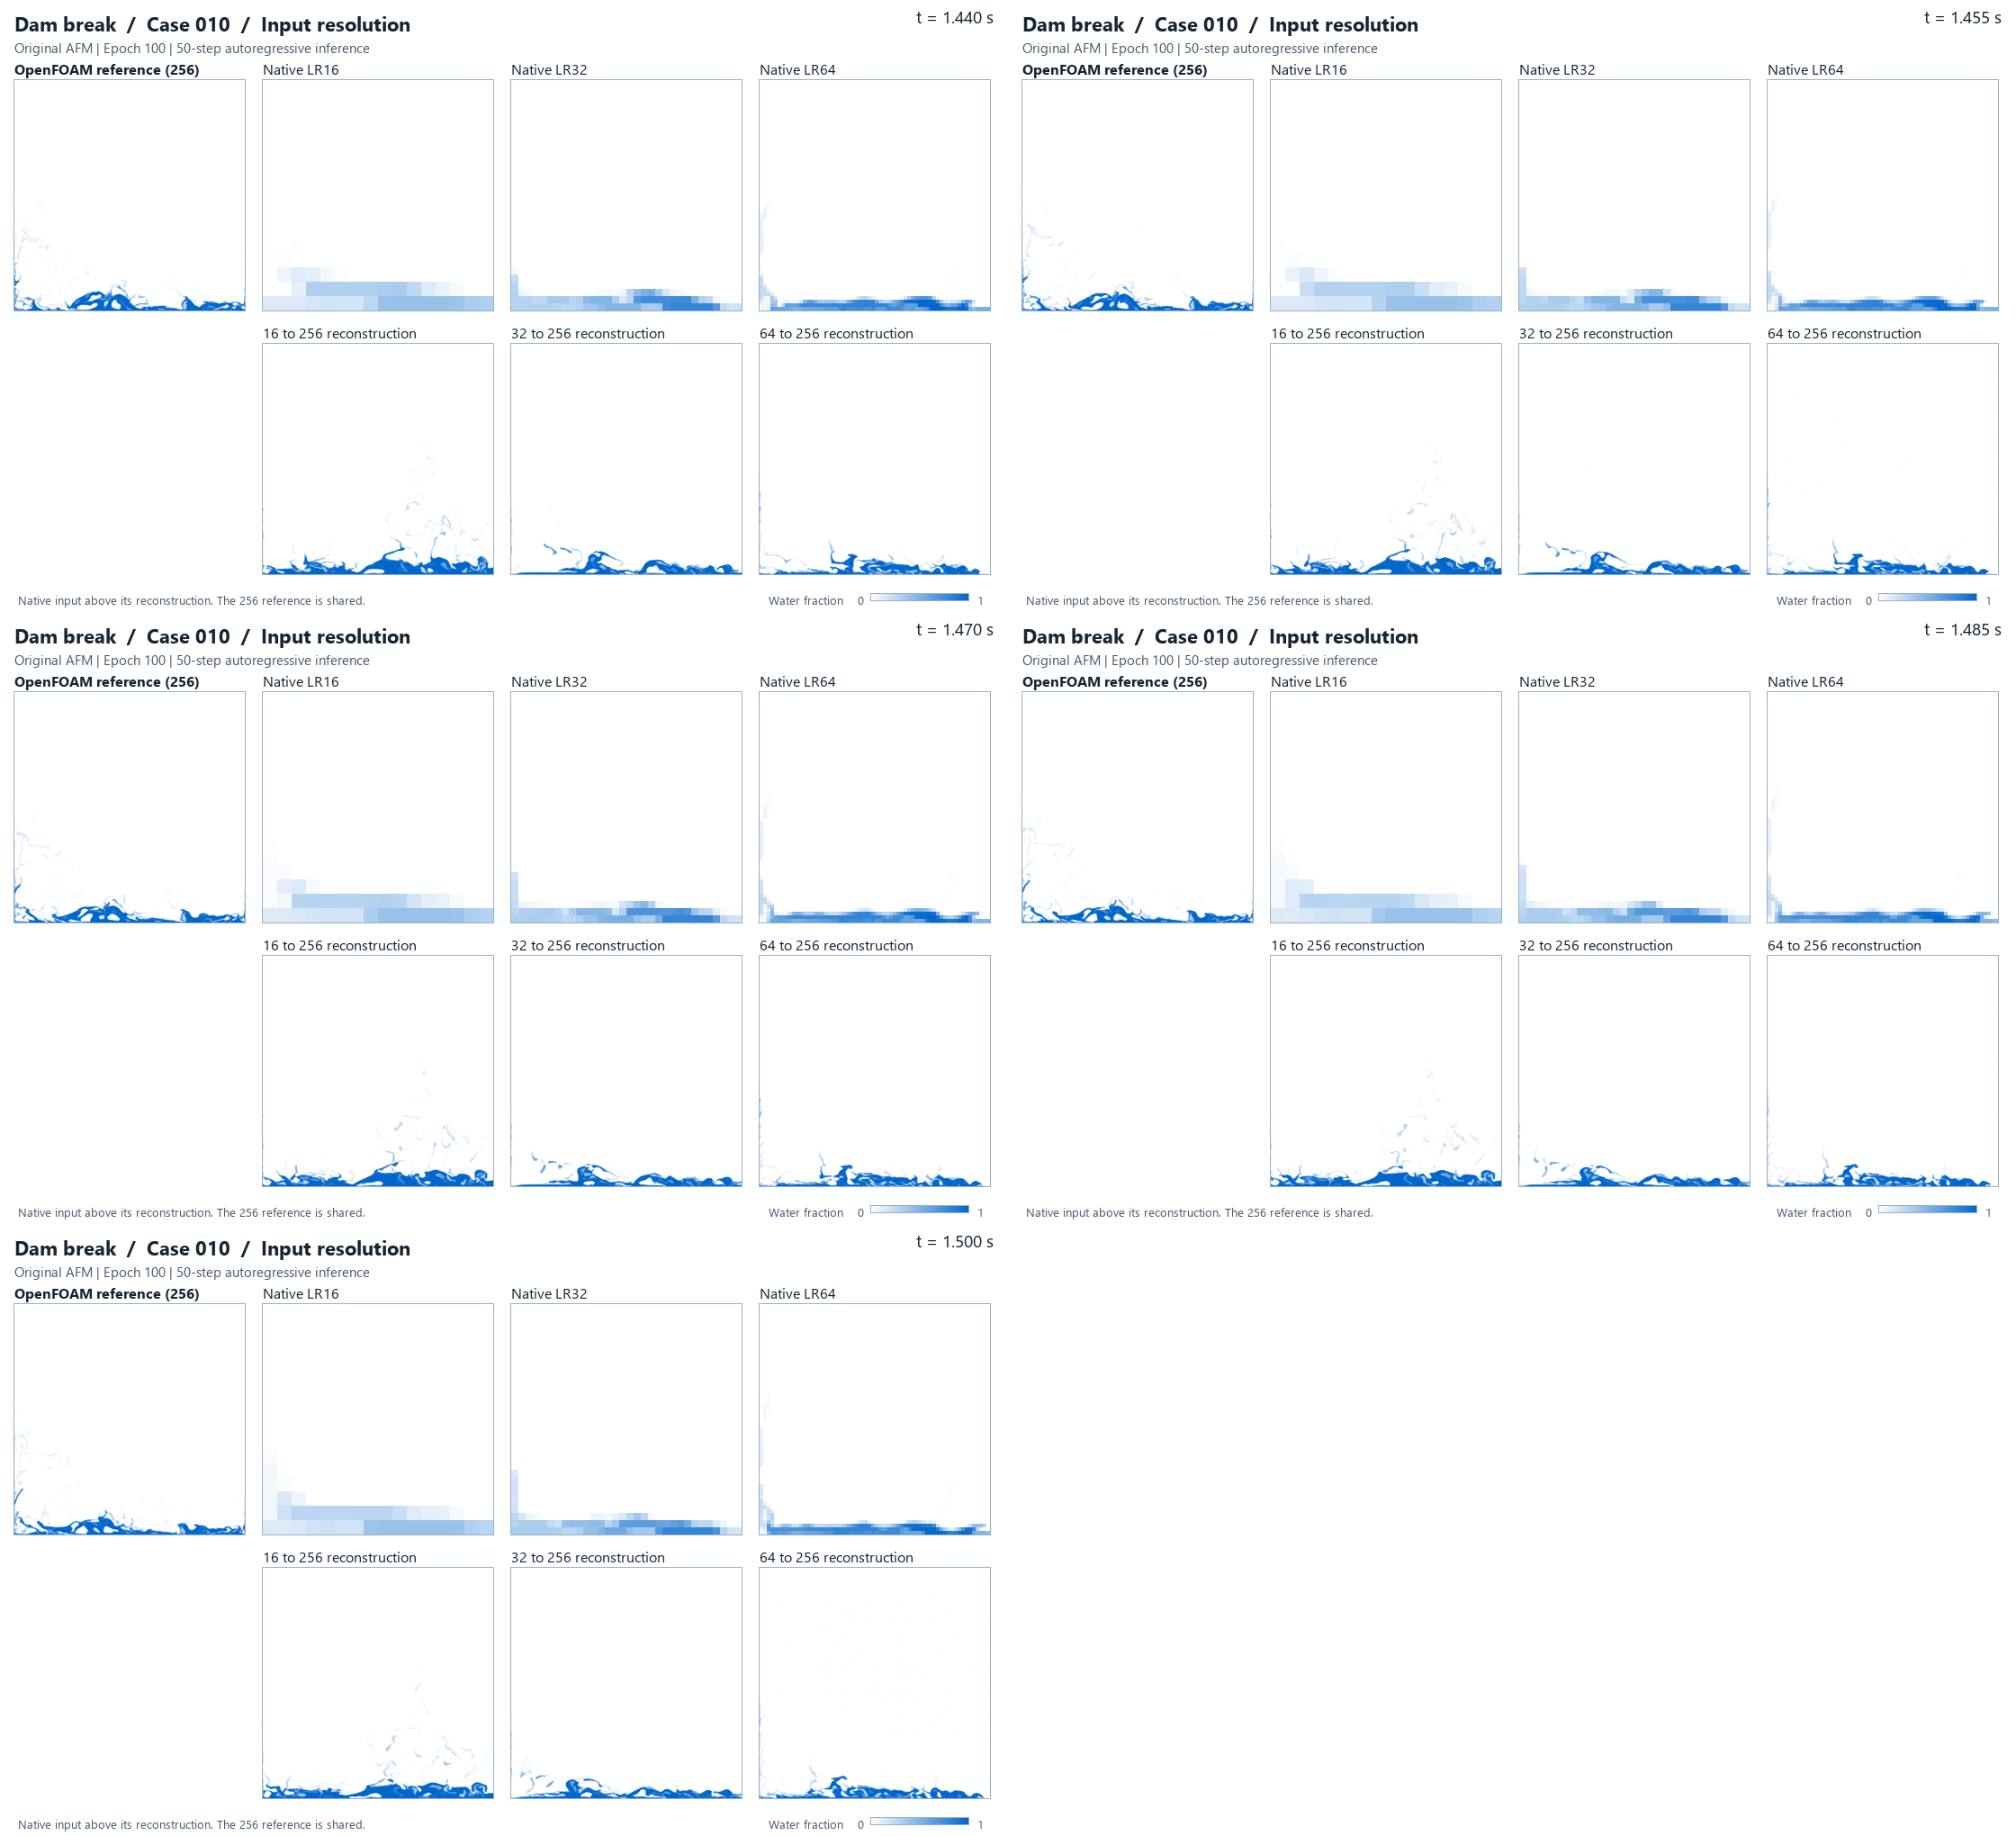 Dam break / Case 010 / Input resolution
t = 1.440 s
Original AFM | Epoch 100 | 50-step autoregressive inference
OpenFOAM reference (256)
Native LR16
Native LR32
Native LR64
16 to 256 reconstruction
32 to 256 reconstruction
64 to 256 reconstruction
Native input above its reconstruction. The 256 reference is shared.
Water fraction 0 1
Dam break / Case 010 / Input resolution
t = 1.455 s
Original AFM | Epoch 100 | 50-step autoregressive inference
OpenFOAM reference (256)
Native LR16
Native LR32
Native LR64
16 to 256 reconstruction
32 to 256 reconstruction
64 to 256 reconstruction
Native input above its reconstruction. The 256 reference is shared.
Water fraction 0 1
Dam break / Case 010 / Input resolution
t = 1.470 s
Original AFM | Epoch 100 | 50-step autoregressive inference
OpenFOAM reference (256)
Native LR16
Native LR32
Native LR64
16 to 256 reconstruction
32 to 256 reconstruction
64 to 256 reconstruction
Native input above its reconstruction. The 256 reference is shared.
Water fraction 0 1
Dam break / Case 010 / Input resolution
t = 1.485 s
Original AFM | Epoch 100 | 50-step autoregressive inference
OpenFOAM reference (256)
Native LR16
Native LR32
Native LR64
16 to 256 reconstruction
32 to 256 reconstruction
64 to 256 reconstruction
Native input above its reconstruction. The 256 reference is shared.
Water fraction 0 1
Dam break / Case 010 / Input resolution
t = 1.500 s
Original AFM | Epoch 100 | 50-step autoregressive inference
OpenFOAM reference (256)
Native LR16
Native LR32
Native LR64
16 to 256 reconstruction
32 to 256 reconstruction
64 to 256 reconstruction
Native input above its reconstruction. The 256 reference is shared.
Water fraction 0 1